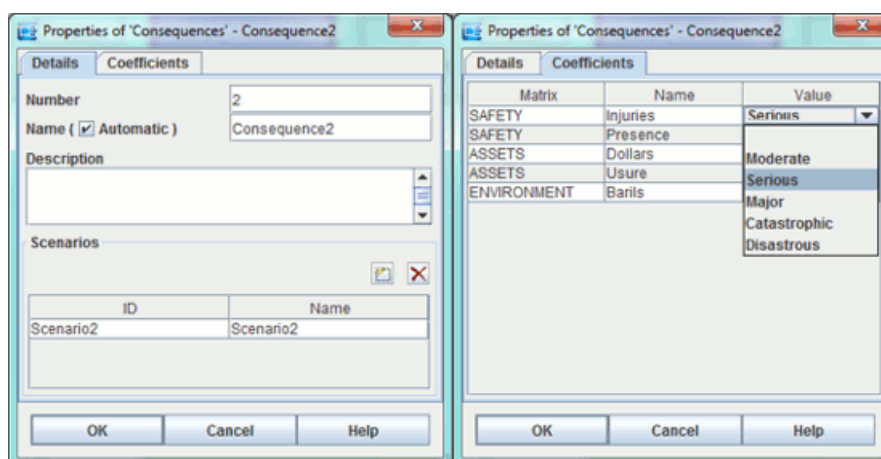 Properties of 'Consequences' - Consequence2
Details Coefficients
Number 2
Name ( Automatic ) Consequence2
Description
Scenarios
ID Name
Scenario2 Scenario2
OK Cancel Help
Properties of 'Consequences' - Consequence2
Details Coefficients
Matrix Name Value
SAFETY Injuries Serious
SAFETY Presence
ASSETS Dollars Moderate
ASSETS Usure Serious
ENVIRONMENT Barils Major
Catastrophic
Disastrous
OK Cancel Help